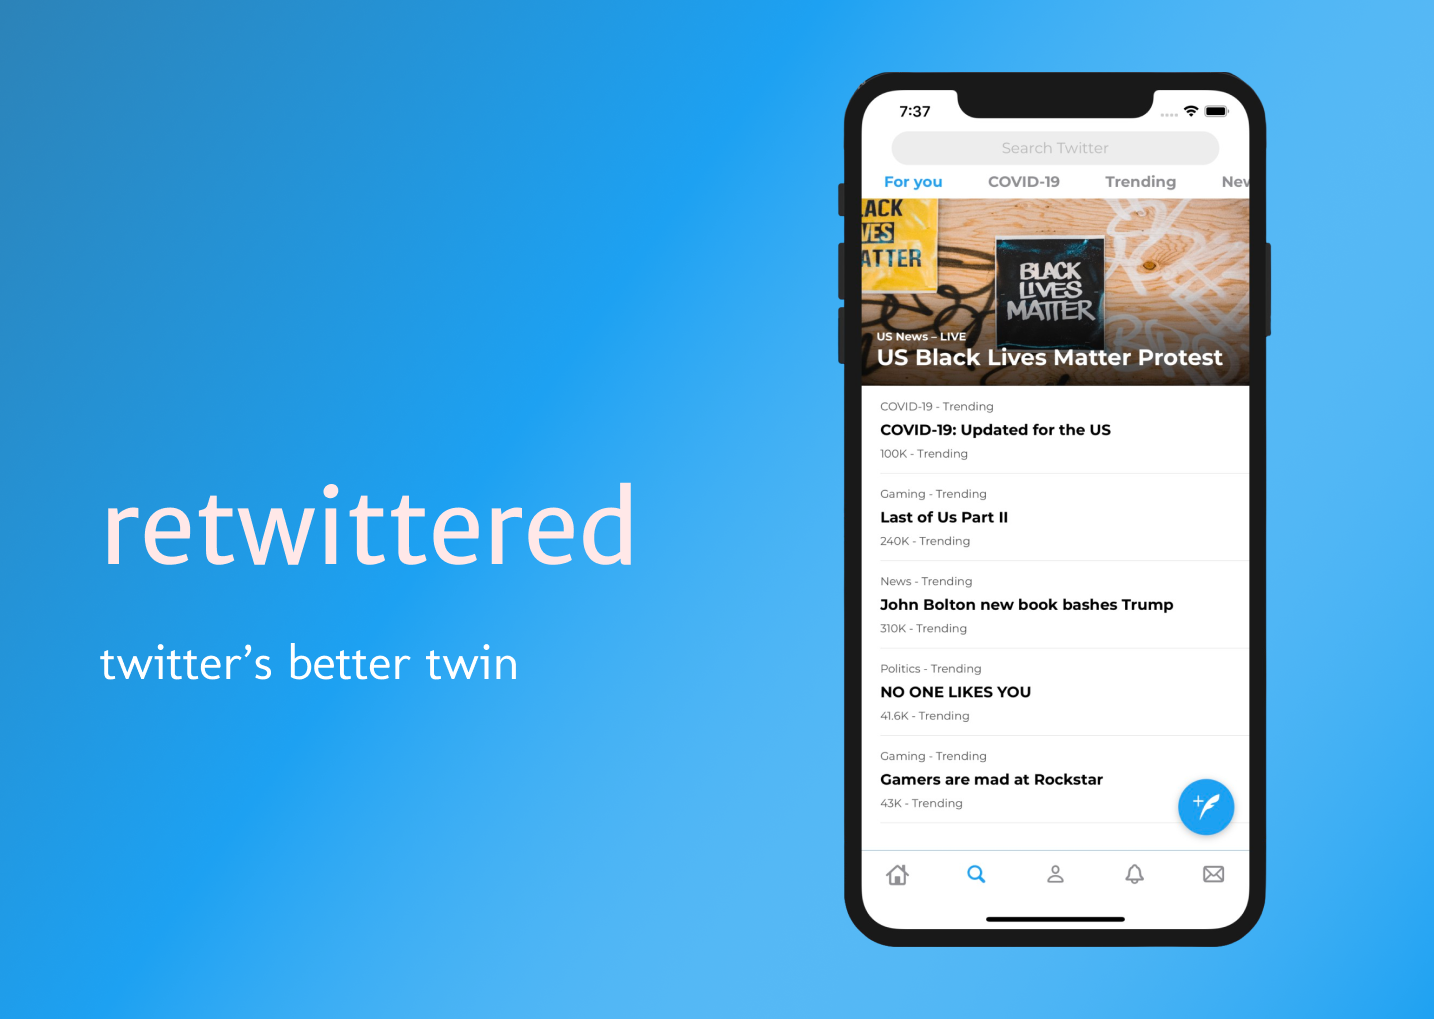 retwittered
twitter’s better twin
7:37
Search Twitter
For you COVID-19 Trending New
LACK
VES
ATTER
BLACK
LIVES
MATTER
US News – LIVE
US Black Lives Matter Protest
COVID-19 - Trending
COVID-19: Updated for the US
100K - Trending
Gaming - Trending
Last of Us Part II
240K - Trending
News - Trending
John Bolton new book bashes Trump
310K - Trending
Politics - Trending
NO ONE LIKES YOU
41.6K - Trending
Gaming - Trending
Gamers are mad at Rockstar
43K - Trending